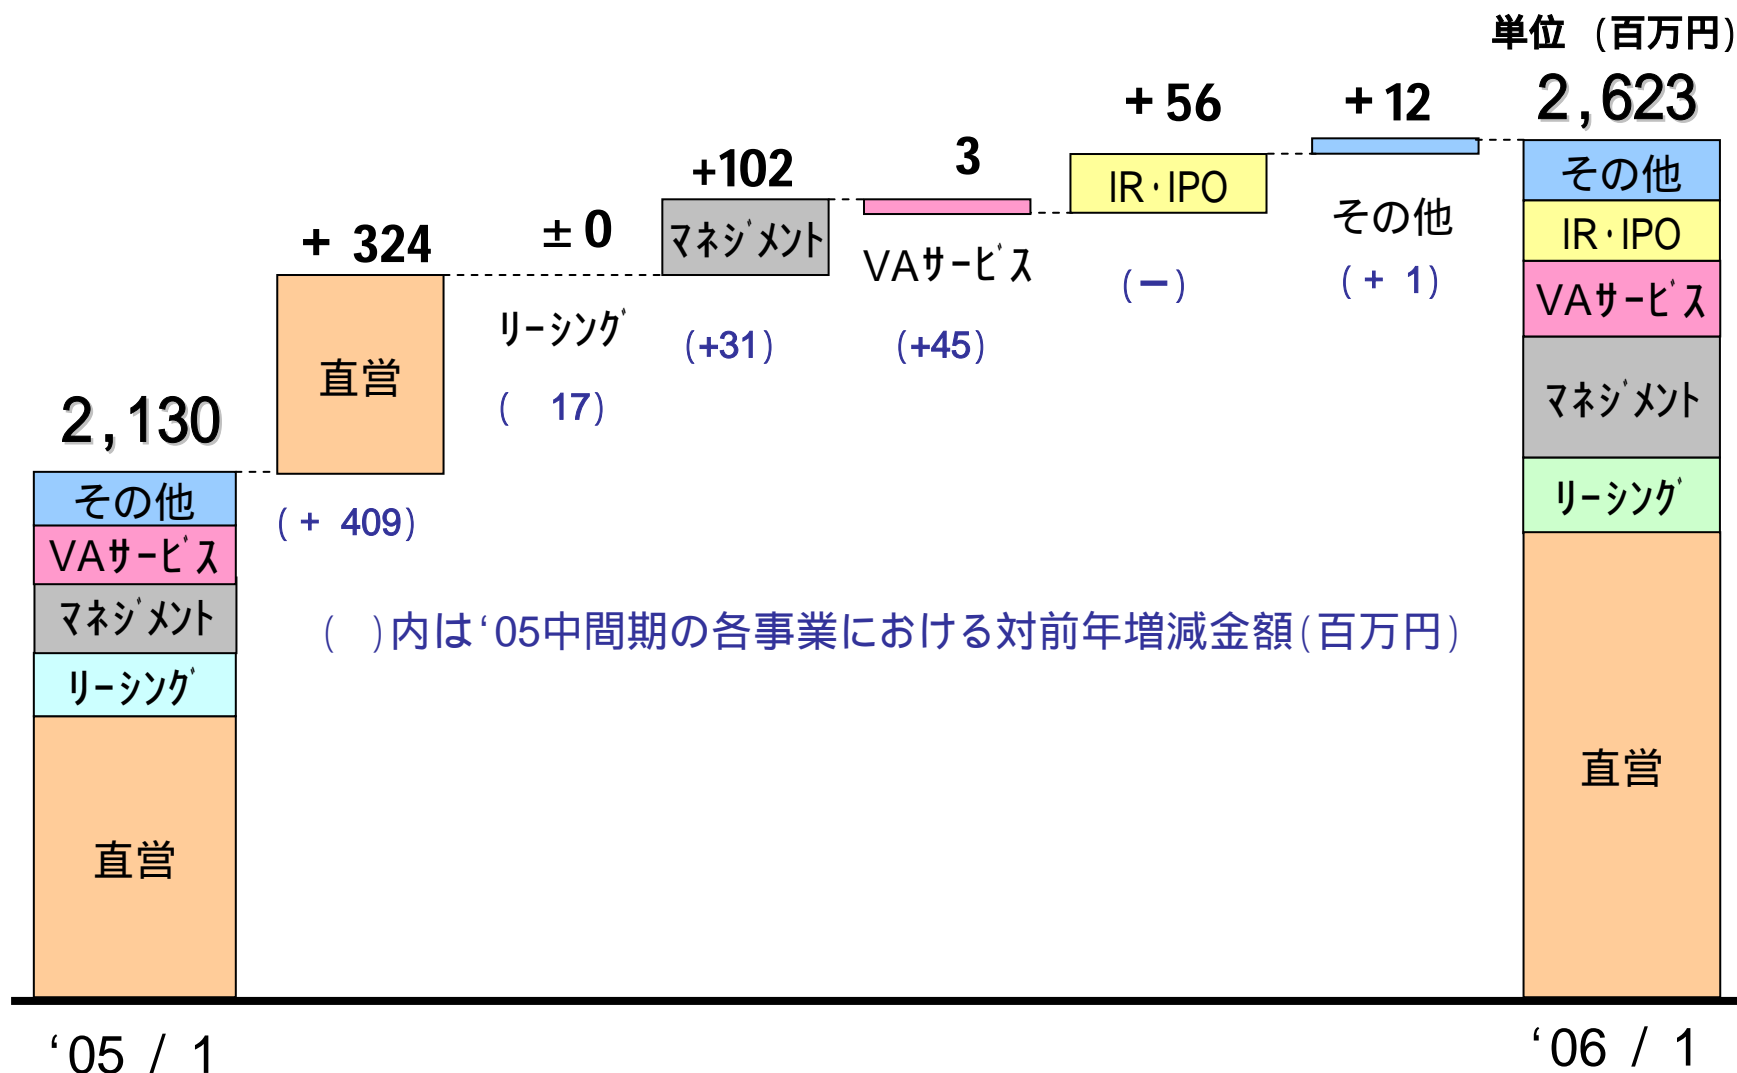 単位 (百万円)
2,623
+56
+12
3
+102
±0
+ 324
2,130
その他
VAサービス
マネジメント
リーシング
直営
直営
(+ 409)
リーシング
( 17)
マネジメント
(+31)
VAサービス
(+45)
IR・IPO
(ー)
その他
(+ 1)
その他
IR・IPO
VAサービス
マネジメント
リーシング
直営
( )内は‘05中間期の各事業における対前年増減金額(百万円)
‘05 / 1
‘06 / 1